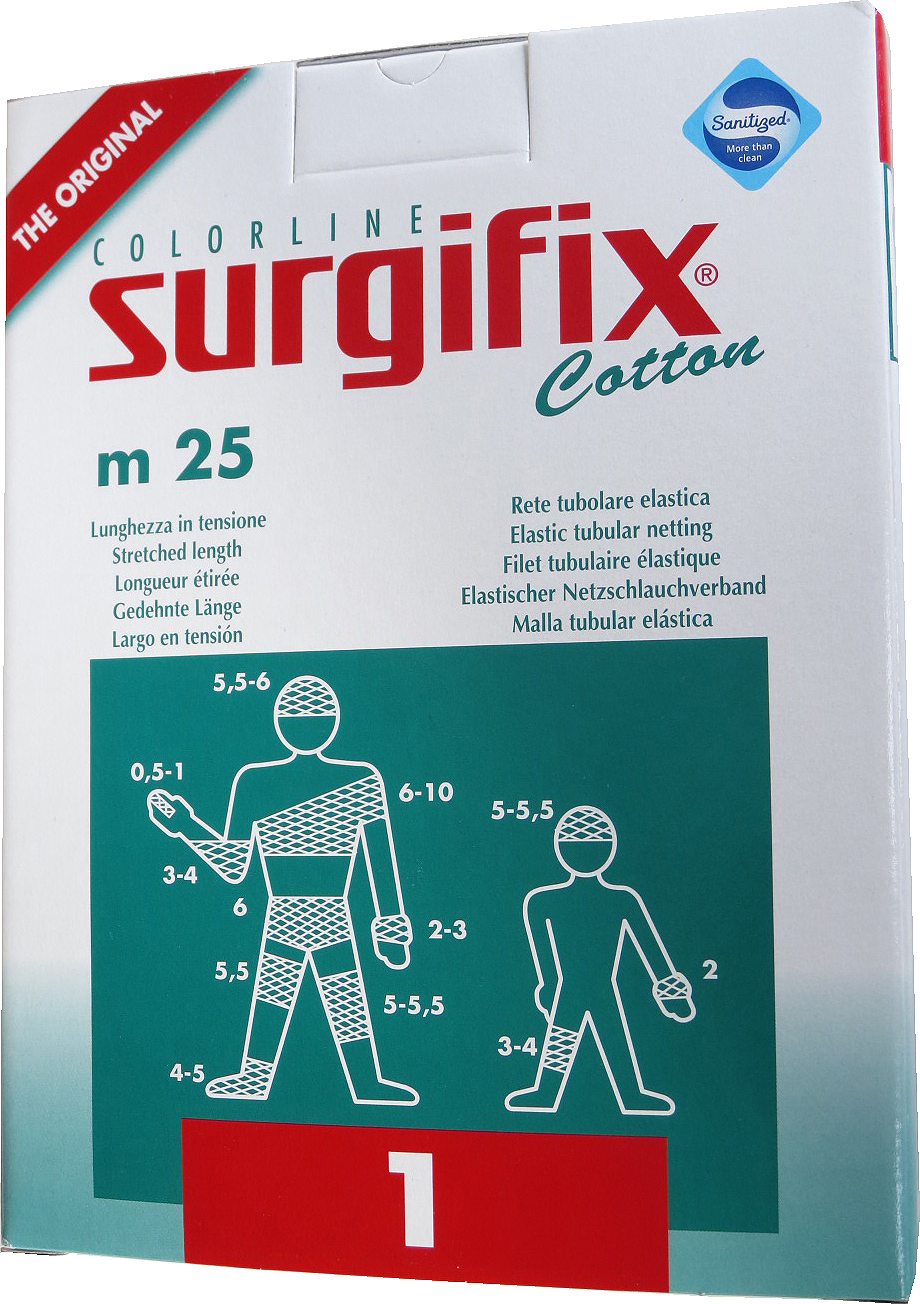 THE ORIGINAL
Sanitized®
More than
clean
COLORLINE
surgifix®
Cotton
m 25
Lunghezza in tensione
Stretched length
Longueur étirée
Gedehnte Länge
Largo en tensión
Rete tubolare elastica
Elastic tubular netting
Filet tubulaire élastique
Elastischer Netzschlauchverband
Malla tubular elástica
5,5-6
0,5-1
6-10
3-4
6
2-3
5,5
5-5,5
4-5
5-5,5
2
3-4
1